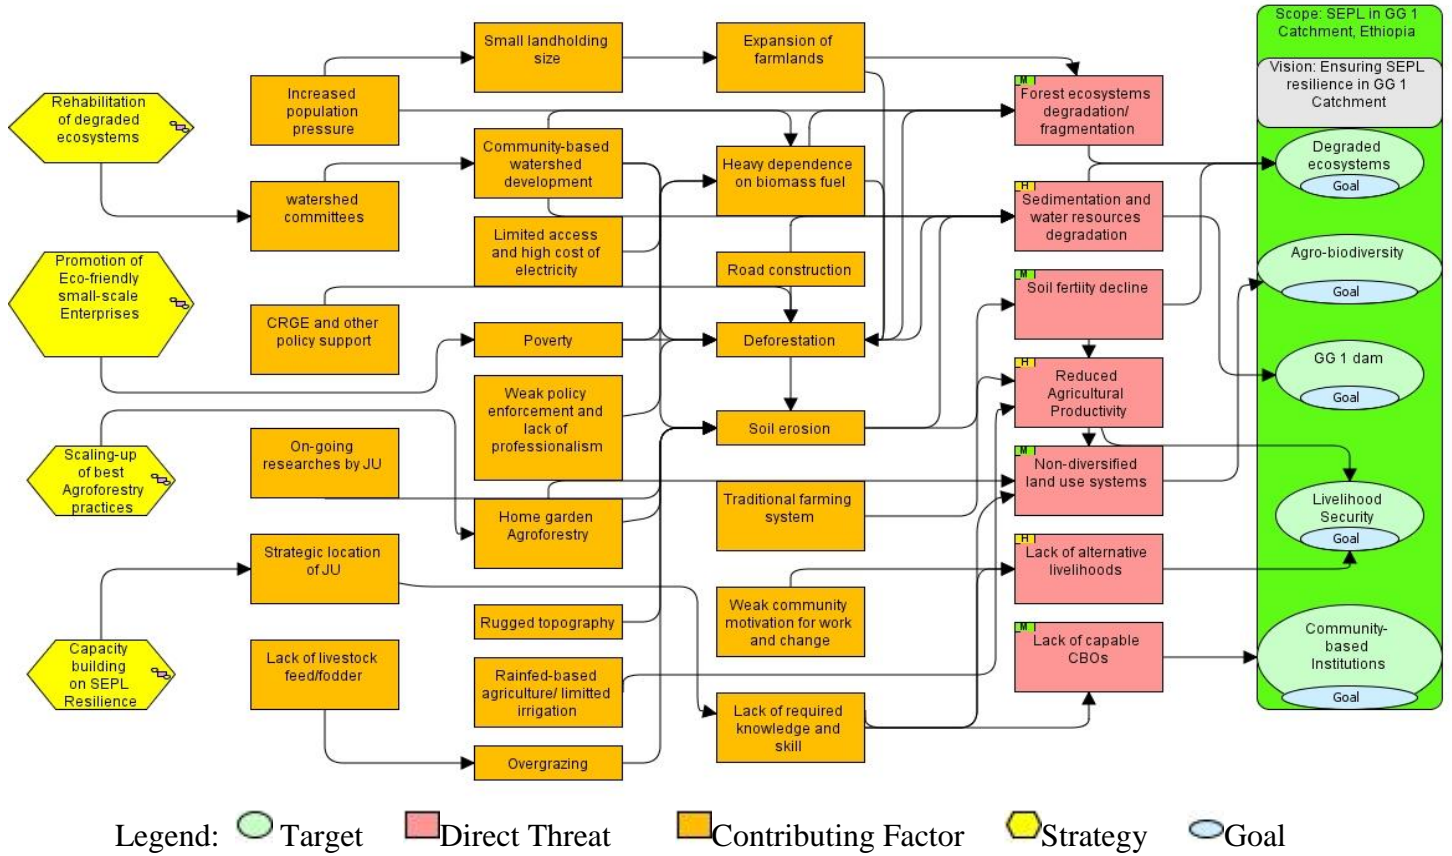 Scope: SEPL in GG 1
Catchment, Ethiopia
Vision: Ensuring SEPL
resilience in GG 1
Catchment
Rehabilitation
of degraded
ecosystems
Promotion of
Eco-friendly
small-scale
Enterprises
Scaling-up
of best
Agroforestry
practices
Capacity
building
on SEPL
Resilience
Increased
population
pressure
watershed
committees
CRGE and other
policy support
On-going
researches by JU
Strategic location
of JU
Lack of livestock
feed/fodder
Small landholding
size
Community-based
watershed
development
Limited access
and high cost of
electricity
Poverty
Weak policy
enforcement and
lack of
professionalism
Home garden
Agroforestry
Rugged topography
Rainfed-based
agriculture/ limitted
irrigation
Overgrazing
Expansion of
farmlands
Heavy dependence
on biomass fuel
Road construction
Deforestation
Soil erosion
Traditional farming
system
Weak community
motivation for work
and change
Lack of required
knowledge and
skill
M
Forest ecosystems
degradation/
fragmentation
H
Sedimentation and
water resources
degradation
M
Soil fertiity decline
H
Reduced
Agricultural
Productivity
M
Non-diversified
land use systems
H
Lack of alternative
livelihoods
M
Lack of capable
CBOs
Degraded
ecosystems
Goal
Agro-biodiversity
Goal
GG 1 dam
Goal
Livelihood
Security
Goal
Community-
based
Institutions
Goal
Legend: Target Direct Threat Contributing Factor Strategy Goal